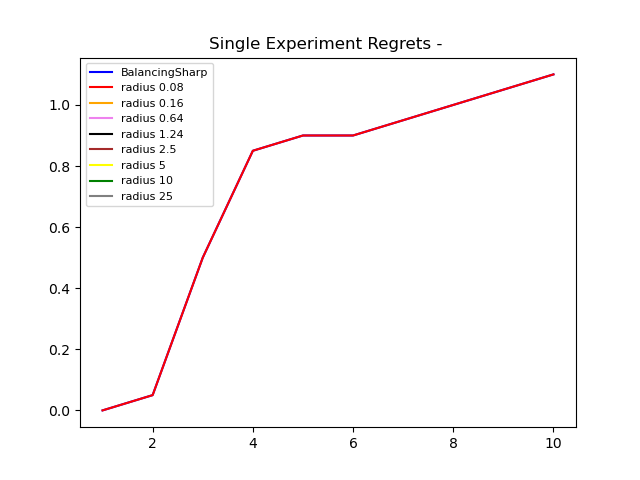 Single Experiment Regrets -
BalancingSharp
radius 0.08
radius 0.16
radius 0.64
radius 1.24
radius 2.5
radius 5
radius 10
radius 25
1.0
0.8
0.6
0.4
0.2
0.0
2 4 6 8 10